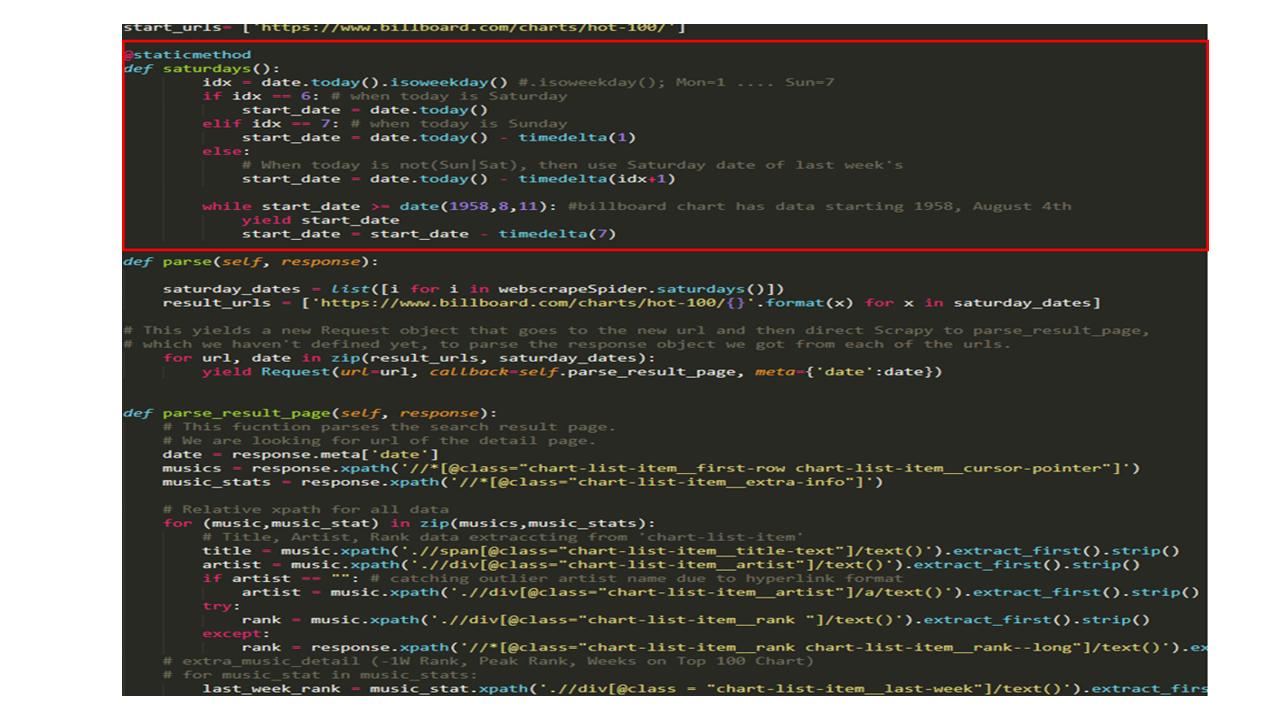 start_urls= ['https://www.billboard.com/charts/hot-100/']
@staticmethod
def saturdays():
        idx = date.today().isoweekday() #.isoweekday(); Mon=1 .... Sun=7
        if idx == 6: # when today is Saturday
            start_date = date.today()
        elif idx == 7: # when today is Sunday
            start_date = date.today() - timedelta(1)
        else:
            # When today is not(Sun|Sat), then use Saturday date of last week's
            start_date = date.today() - timedelta(idx+1)
        while start_date >= date(1958,8,11): #billboard chart has data starting 1958, August 4th
            yield start_date
            start_date = start_date - timedelta(7)
def parse(self, response):
    saturday_dates = list([i for i in webscrapeSpider.saturdays()])
    result_urls = ['https://www.billboard.com/charts/hot-100/{}'.format(x) for x in saturday_dates]
# This yields a new Request object that goes to the new url and then direct Scrapy to parse_result_page,
# which we haven't defined yet, to parse the response object we got from each of the urls.
    for url, date in zip(result_urls, saturday_dates):
        yield Request(url=url, callback=self.parse_result_page, meta={'date':date})
def parse_result_page(self, response):
    # This fucntion parses the search result page.
    # We are looking for url of the detail page.
    date = response.meta['date']
    musics = response.xpath('//*[@class="chart-list-item__first-row chart-list-item__cursor-pointer"]')
    music_stats = response.xpath('//*[@class="chart-list-item__extra-info"]')
    # Relative xpath for all data
    for (music,music_stat) in zip(musics,music_stats):
        # Title, Artist, Rank data extraccting from 'chart-list-item'
        title = music.xpath('.//span[@class="chart-list-item__title-text"]/text()').extract_first().strip()
        artist = music.xpath('.//div[@class="chart-list-item__artist"]/text()').extract_first().strip()
        if artist == "": # catching outlier artist name due to hyperlink format
            artist = music.xpath('.//div[@class="chart-list-item__artist"]/a/text()').extract_first().strip()
        try:
            rank = music.xpath('.//div[@class="chart-list-item__rank "]/text()').extract_first().strip()
        except:
            rank = response.xpath('//*[@class="chart-list-item__rank chart-list-item__rank--long"]/text()').ex
    # extra_music_detail (-1W Rank, Peak Rank, Weeks on Top 100 Chart)
    # for music_stat in music_stats:
        last_week_rank = music_stat.xpath('.//div[@class = "chart-list-item__last-week"]/text()').extract_firs